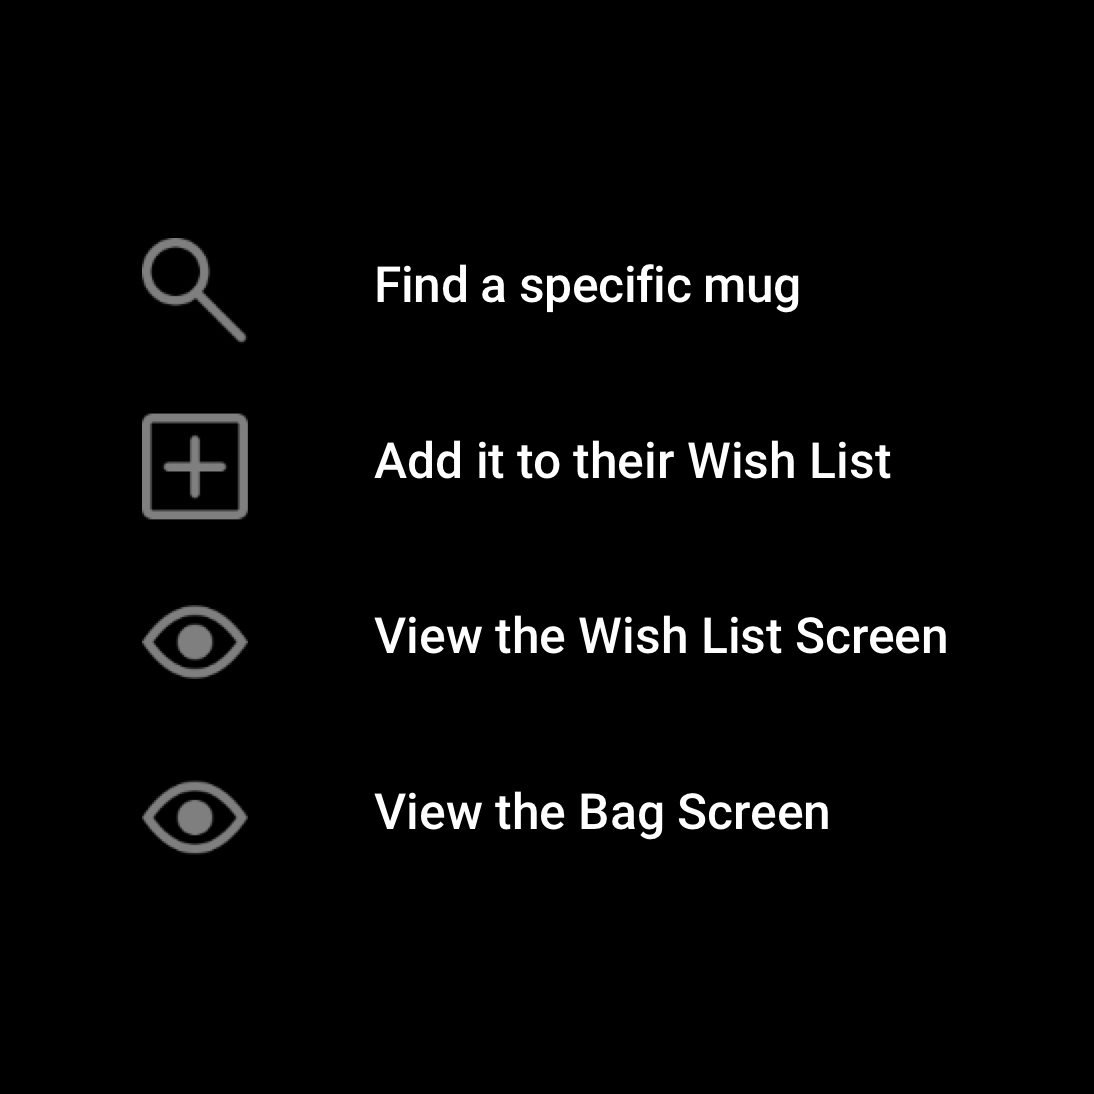 Find a specific mug
Add it to their Wish List
View the Wish List Screen
View the Bag Screen